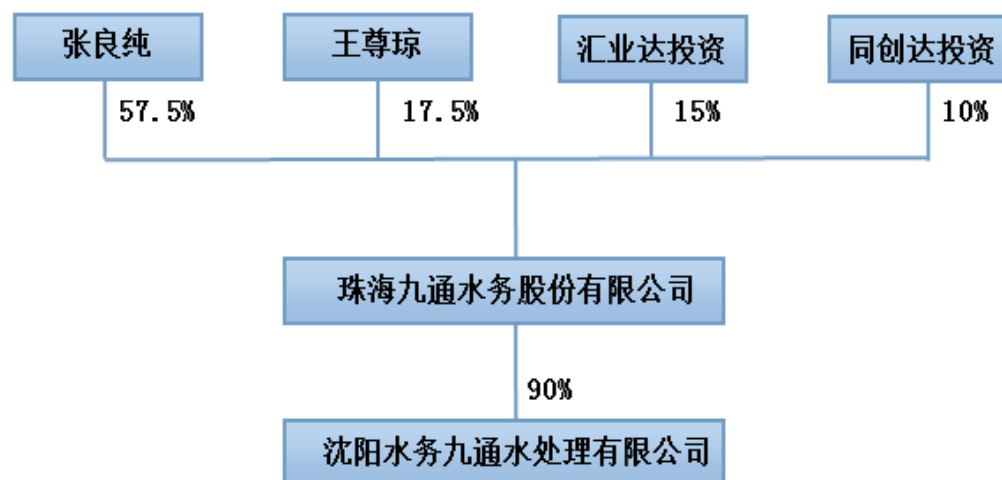 张良纯
王尊琼
汇业达投资
同创达投资
57.5%
17.5%
15%
10%
珠海九通水务股份有限公司
90%
沈阳水务九通水处理有限公司